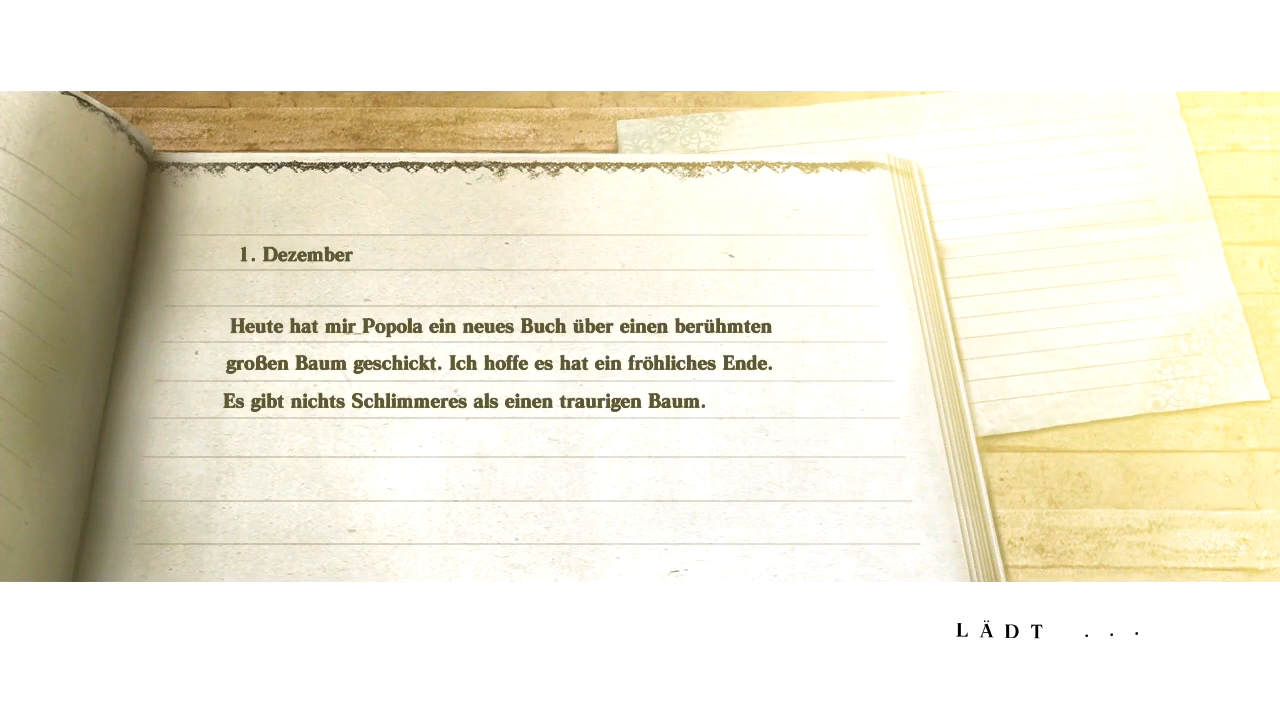 1. Dezember
Heute hat mir Popola ein neues Buch über einen berühmten
großen Baum geschickt. Ich hoffe es hat ein fröhliches Ende.
Es gibt nichts Schlimmeres als einen traurigen Baum.
LÄDT ...